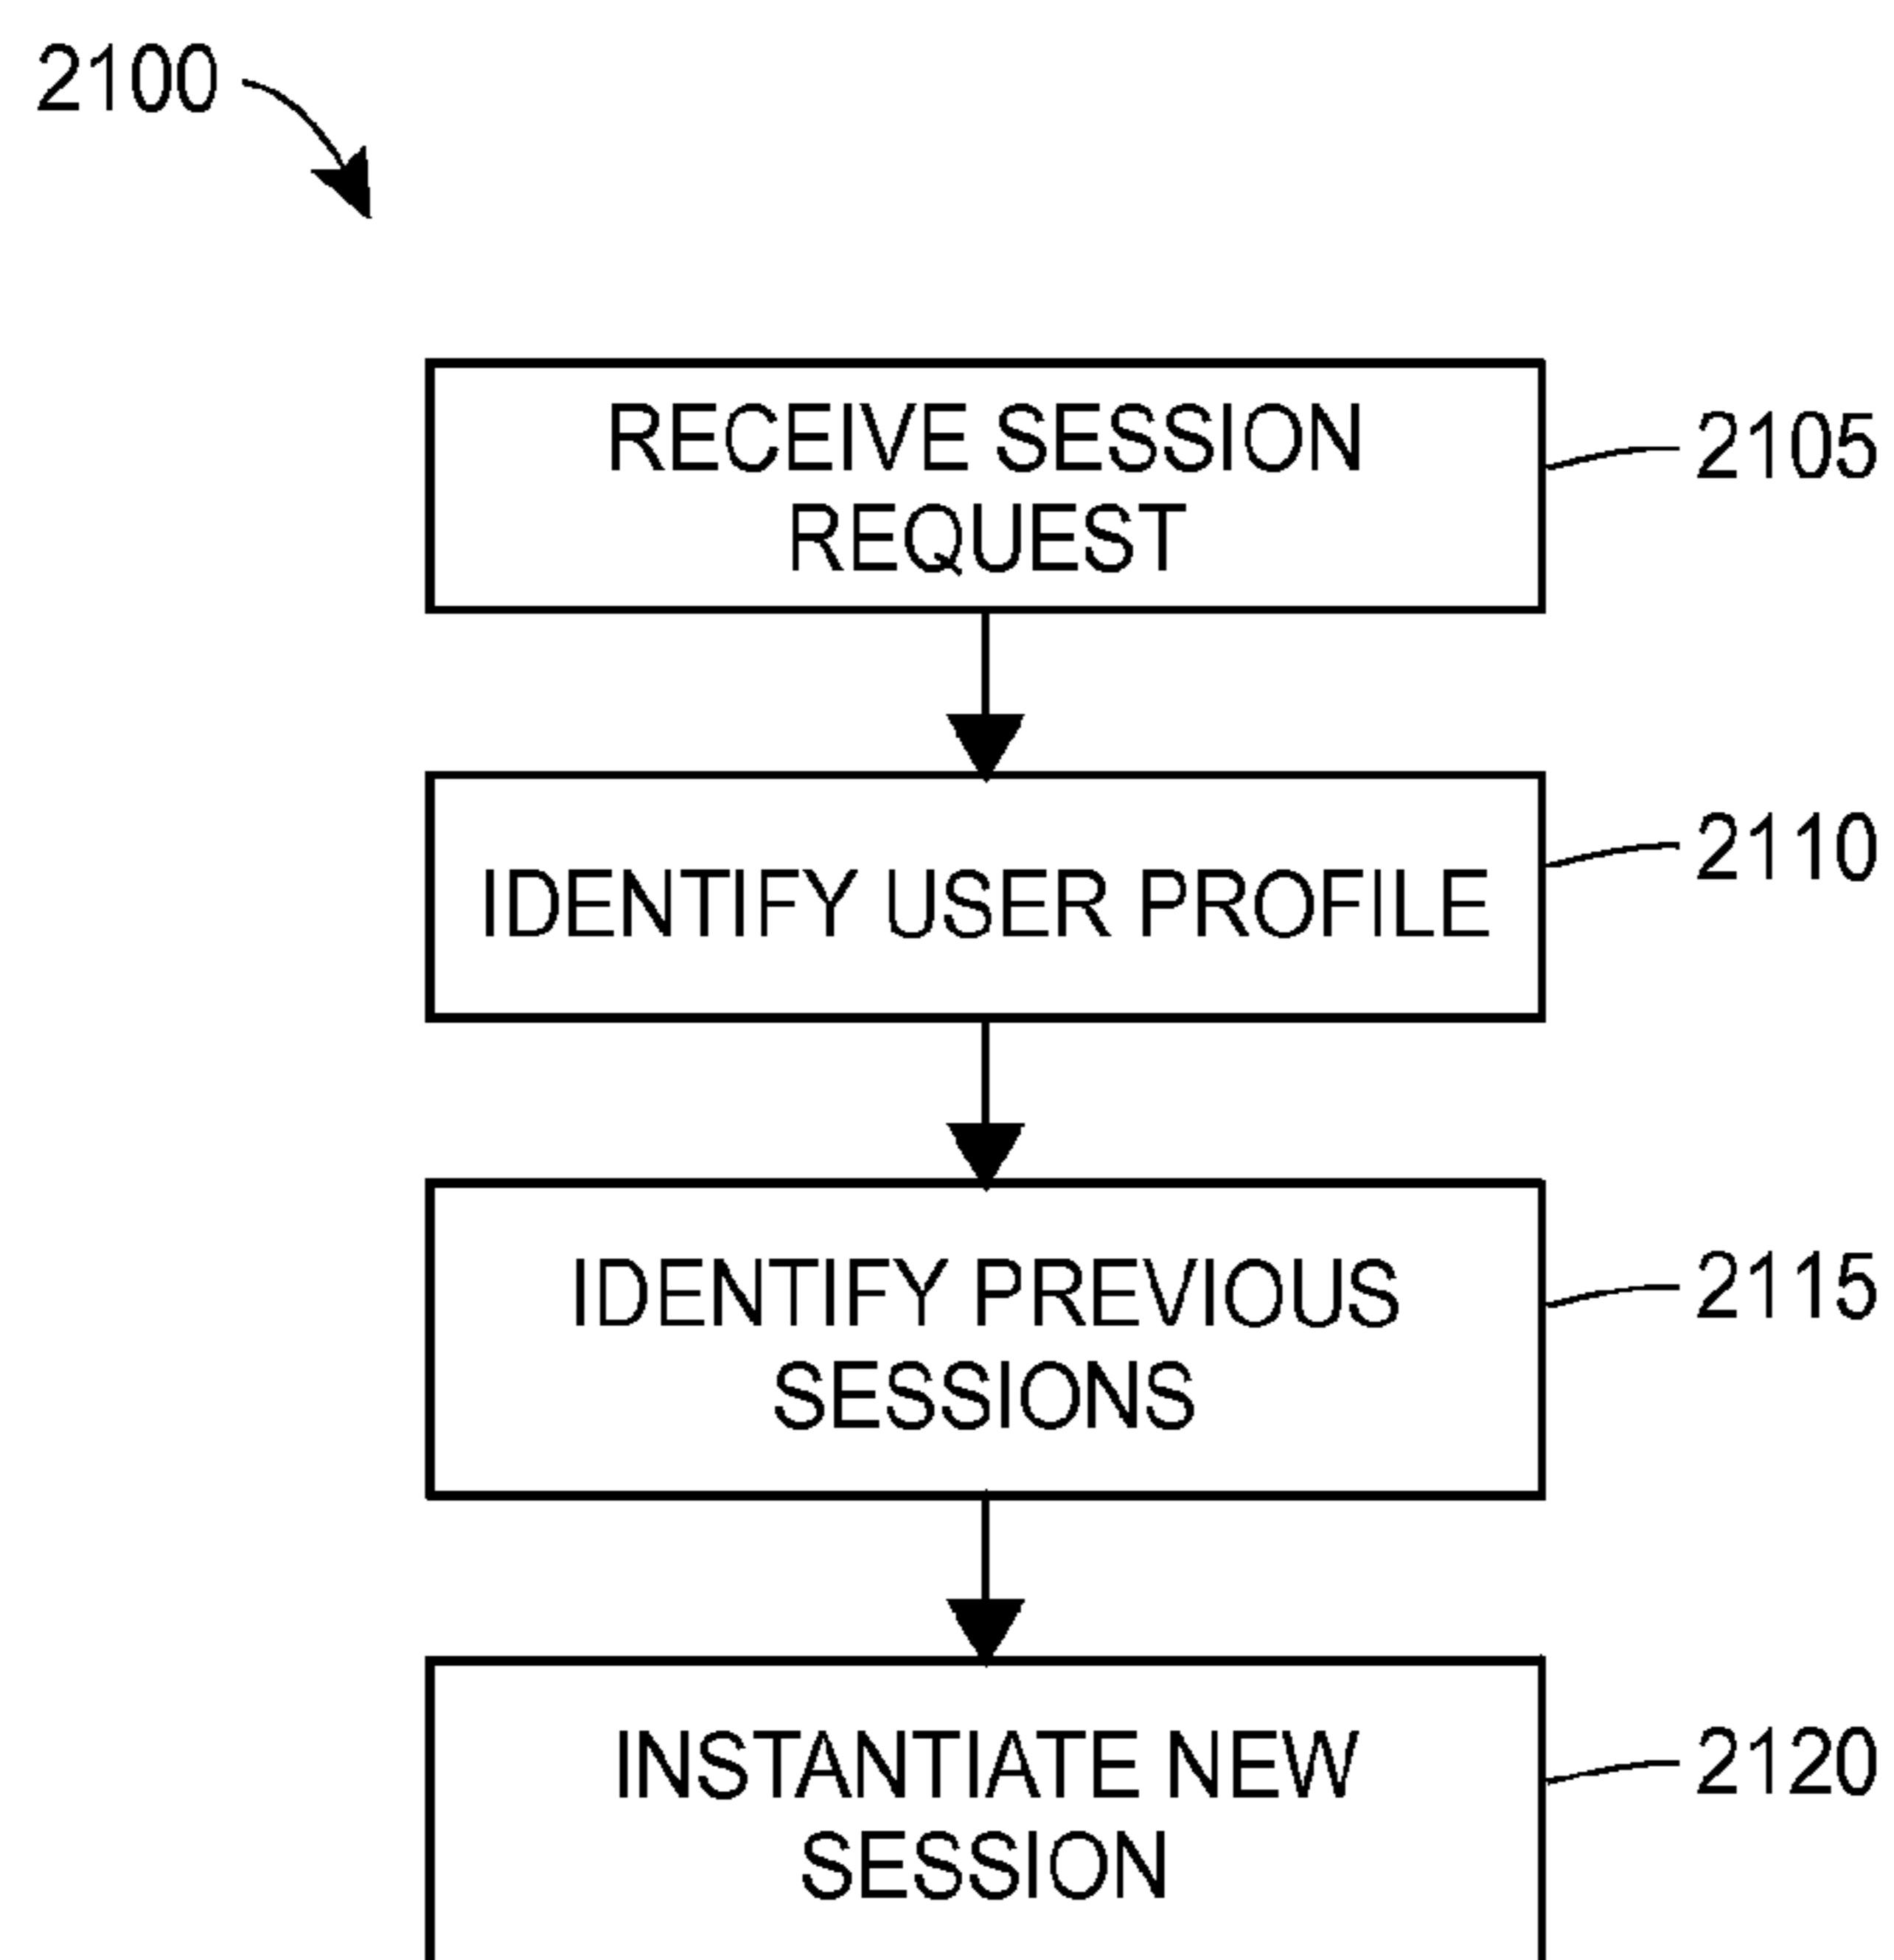 2100
RECEIVE SESSION
REQUEST
2105
IDENTIFY USER PROFILE
2110
IDENTIFY PREVIOUS
SESSIONS
2115
INSTANTIATE NEW
SESSION
2120